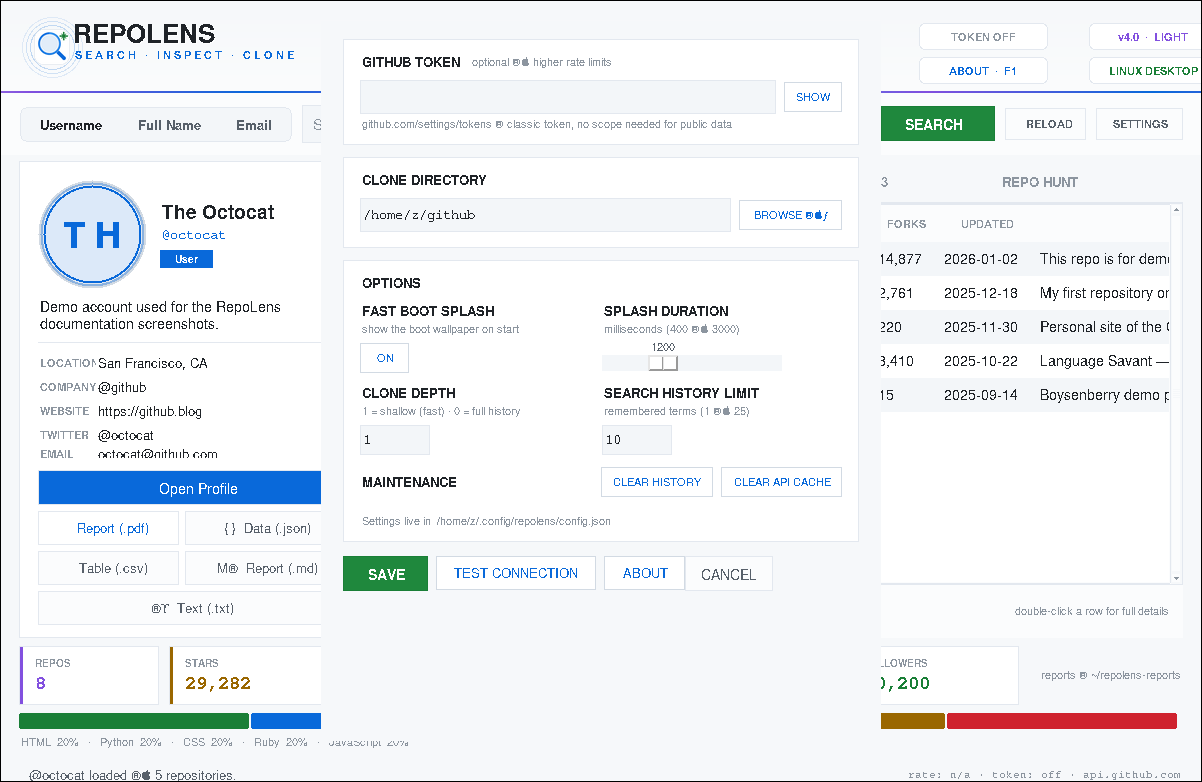 REPOLENS
SEARCH · INSPECT · CLONE
TOKEN OFF
v4.0 · LIGHT
ABOUT · F1
LINUX DESKTOP
Username
Full Name
Email
S
SEARCH
RELOAD
SETTINGS
T H
The Octocat
@octocat
User
Demo account used for the RepoLens
documentation screenshots.
LOCATION San Francisco, CA
COMPANY @github
WEBSITE https://github.blog
TWITTER @octocat
EMAIL octocat@github.com
Open Profile
Report (.pdf)
{ } Data (.json)
Table (.csv)
M® Report (.md)
®ϒ Text (.txt)
GITHUB TOKEN optional ® higher rate limits
SHOW
github.com/settings/tokens ® classic token, no scope needed for public data
CLONE DIRECTORY
/home/z/github
BROWSE ®ƒ
OPTIONS
FAST BOOT SPLASH
show the boot wallpaper on start
ON
SPLASH DURATION
milliseconds (400 ® 3000)
1200
CLONE DEPTH
1 = shallow (fast) · 0 = full history
1
SEARCH HISTORY LIMIT
remembered terms (1 ® 25)
10
MAINTENANCE
CLEAR HISTORY
CLEAR API CACHE
Settings live in /home/z/.config/repolens/config.json
SAVE
TEST CONNECTION
ABOUT
CANCEL
3
REPO HUNT
FORKS UPDATED
14,877 2026-01-02 This repo is for demo
2,761 2025-12-18 My first repository on
220 2025-11-30 Personal site of the
3,410 2025-10-22 Language Savant —
15 2025-09-14 Boysenberry demo p
double-click a row for full details
REPOS
8
STARS
29,282
LLOWERS
0,200
reports ® ~/repolens-reports
HTML 20% · Python 20% · CSS 20% · Ruby 20% · JavaScript 20%
@octocat loaded ® 5 repositories.
rate: n/a · token: off · api.github.com